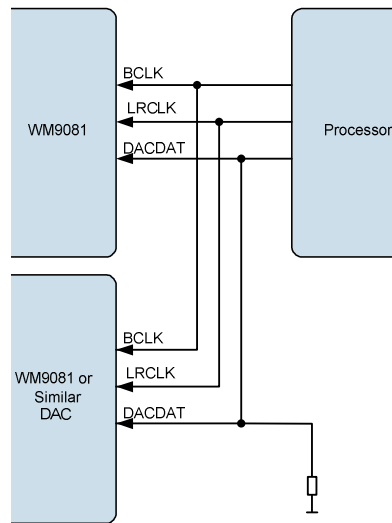 BCLK
LRCLK
WM9081
Processor
DACDAT
BCLK
WM9081 or
LRCLK
Similar
DAC
DACDAT